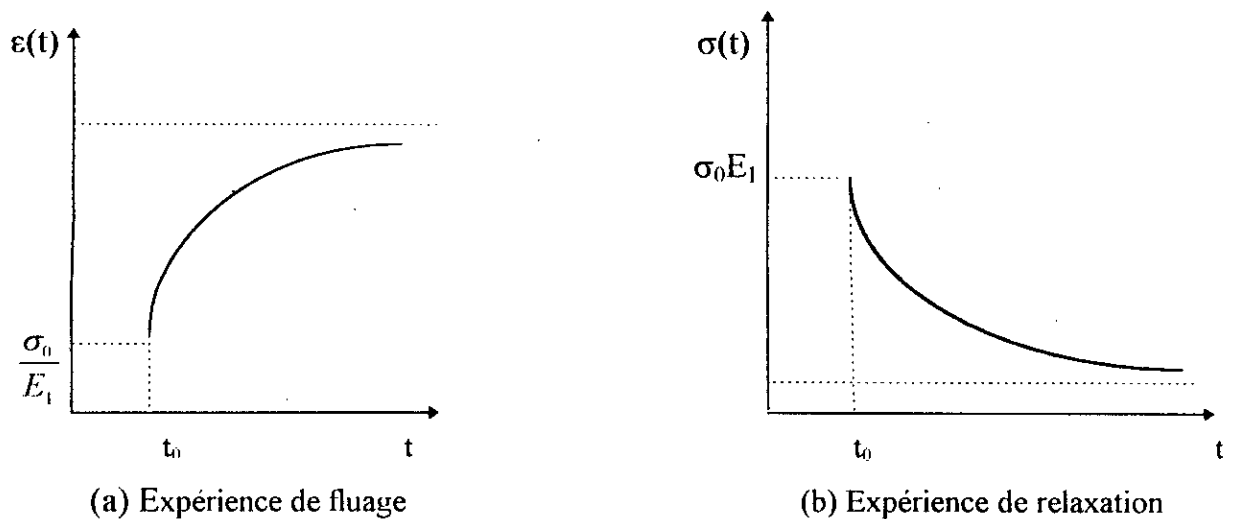 ε(t)
σ₀
E₁
t₀
t
(a) Expérience de fluage
σ(t)
σ₀E₁
t₀
t
(b) Expérience de relaxation